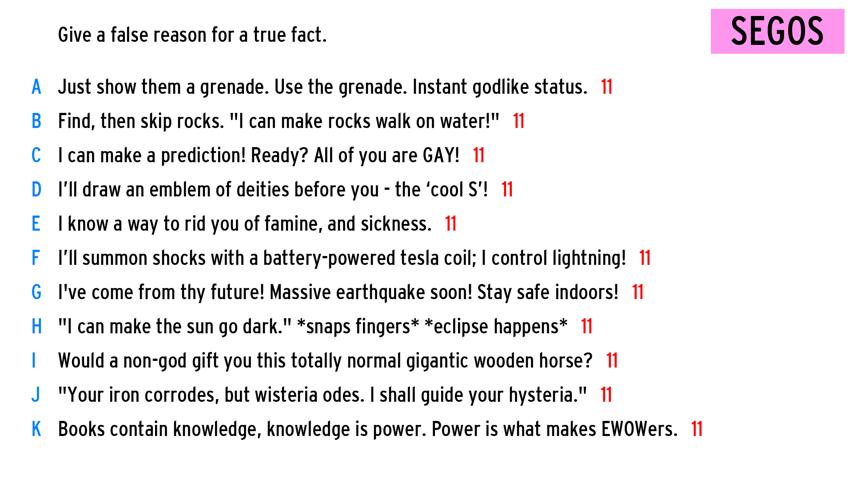 Give a false reason for a true fact.
SEGOS
A Just show them a grenade. Use the grenade. Instant godlike status. 11
B Find, then skip rocks. "I can make rocks walk on water!" 11
C I can make a prediction! Ready? All of you are GAY! 11
D I’ll draw an emblem of deities before you - the ‘cool S’! 11
E I know a way to rid you of famine, and sickness. 11
F I’ll summon shocks with a battery-powered tesla coil; I control lightning! 11
G I've come from thy future! Massive earthquake soon! Stay safe indoors! 11
H "I can make the sun go dark." *snaps fingers* *eclipse happens* 11
I Would a non-god gift you this totally normal gigantic wooden horse? 11
J "Your iron corrodes, but wisteria odes. I shall guide your hysteria." 11
K Books contain knowledge, knowledge is power. Power is what makes EWOWers. 11